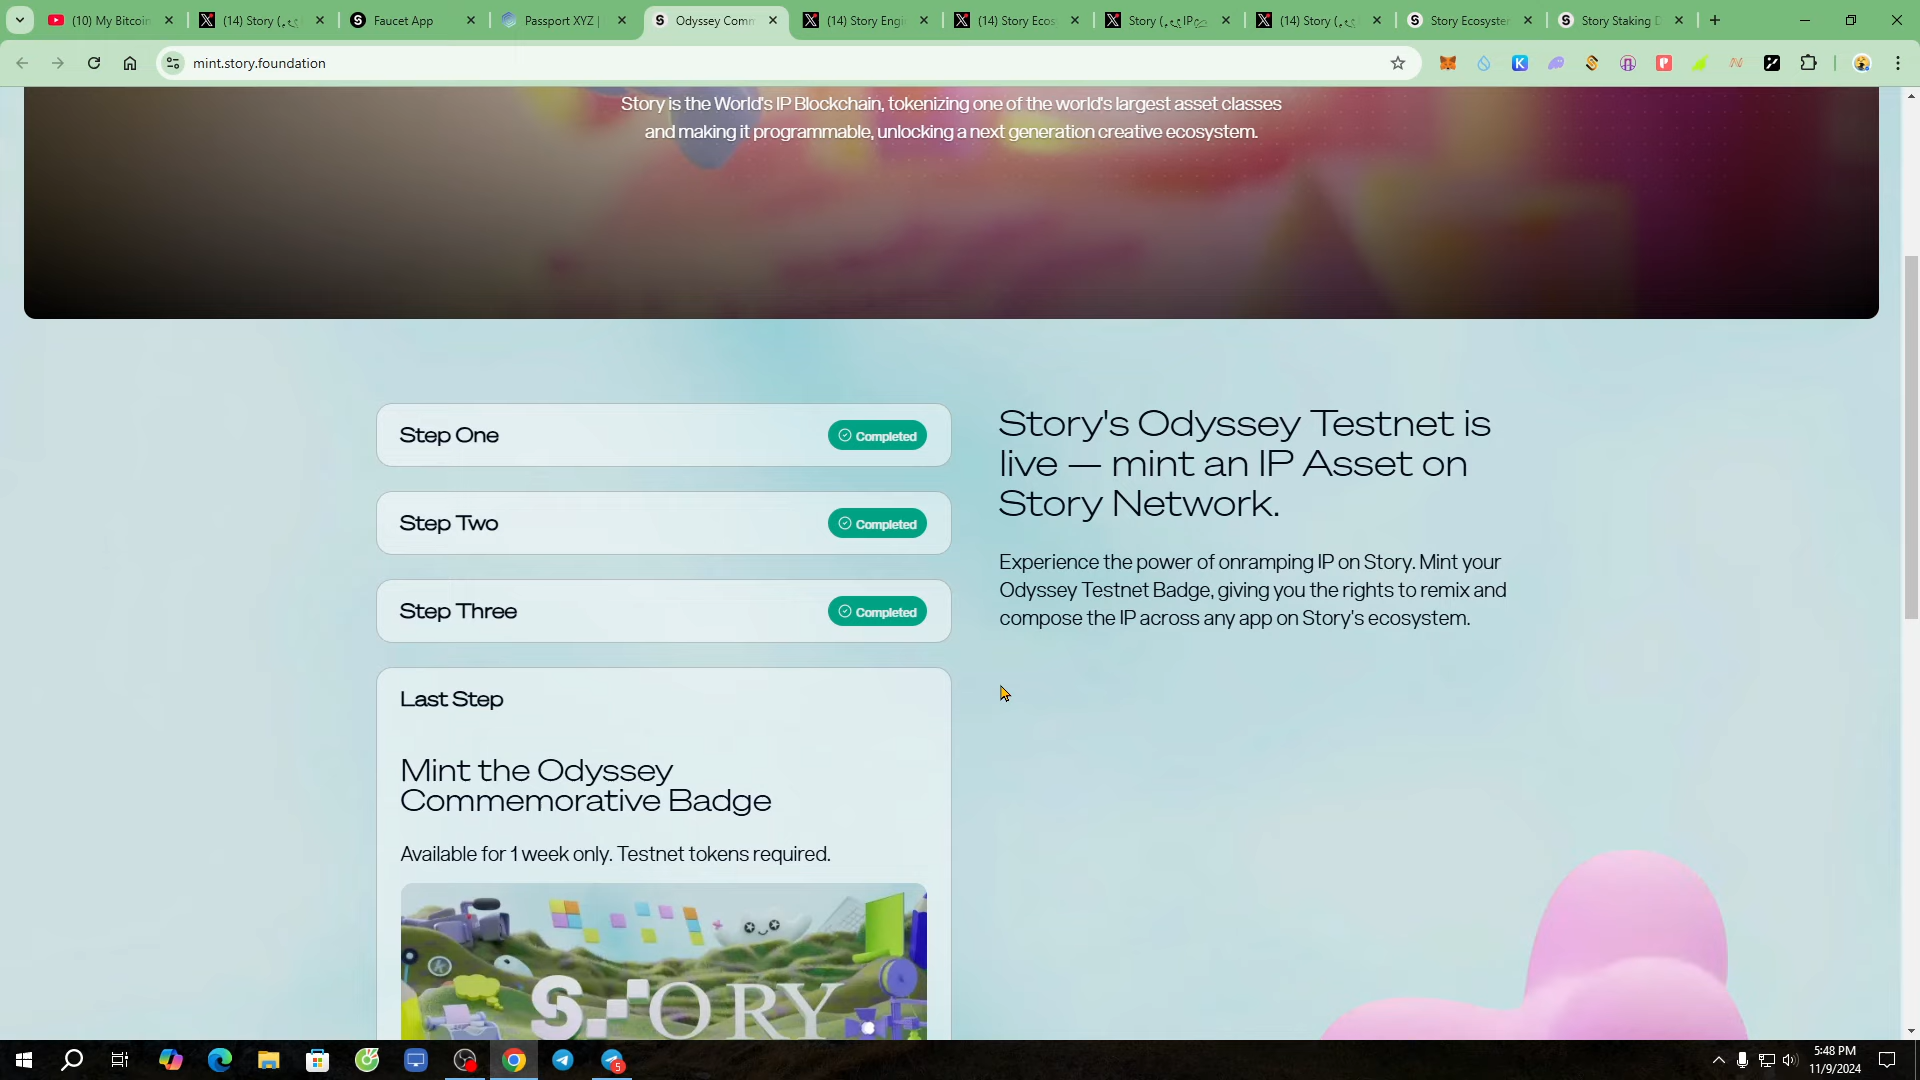 (10) My Bitcoin
(14) Story (
Faucet App
Passport XYZ |
Odyssey Comm
(14) Story Engi
(14) Story Ecos
Story ( IP
(14) Story (
Story Ecosyste
Story Staking D
mint.story.foundation
Story is the World's IP Blockchain, tokenizing one of the world's largest asset classes
and making it programmable, unlocking a next generation creative ecosystem.
Step One
Completed
Step Two
Completed
Step Three
Completed
Last Step
Mint the Odyssey
Commemorative Badge
Available for 1 week only. Testnet tokens required.
STORY
Story's Odyssey Testnet is
live — mint an IP Asset on
Story Network.
Experience the power of onramping IP on Story. Mint your
Odyssey Testnet Badge, giving you the rights to remix and
compose the IP across any app on Story's ecosystem.
5
5:48 PM
11/9/2024